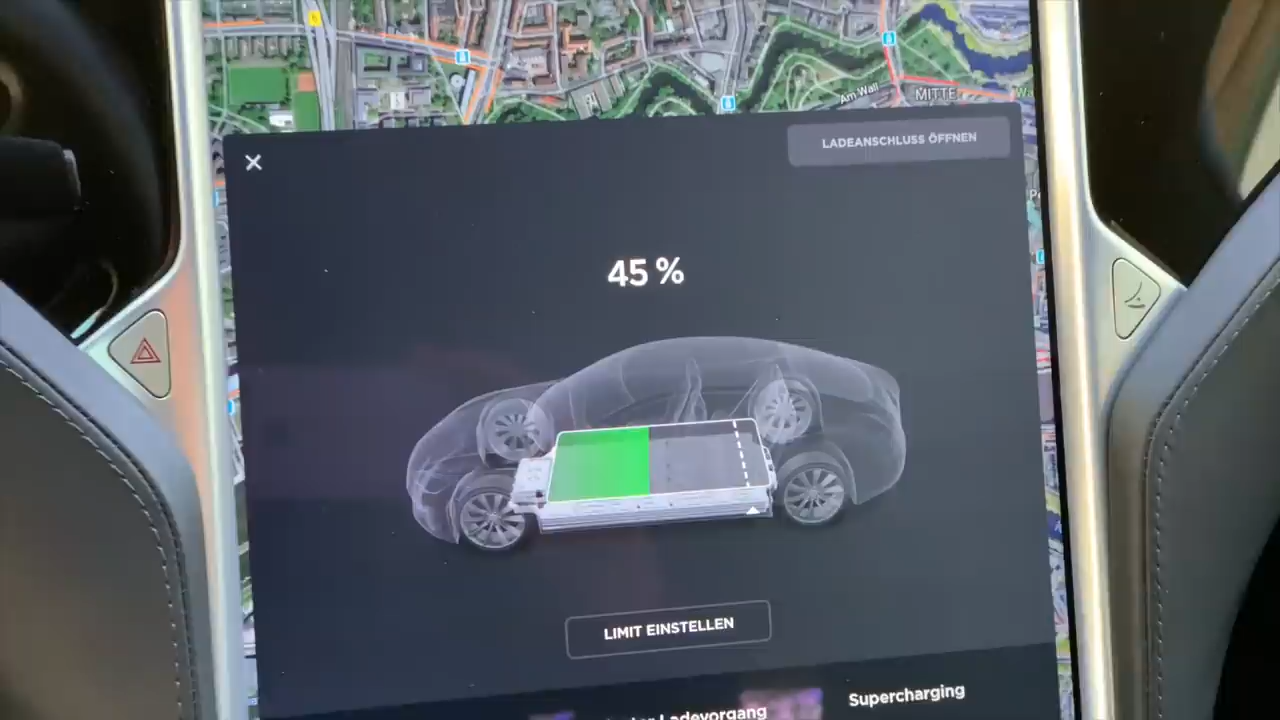 Am Wall
MITTE
LADEANSCHLUSS ÖFFNEN
45 %
LIMIT EINSTELLEN
Supercharging
Ladevorgang